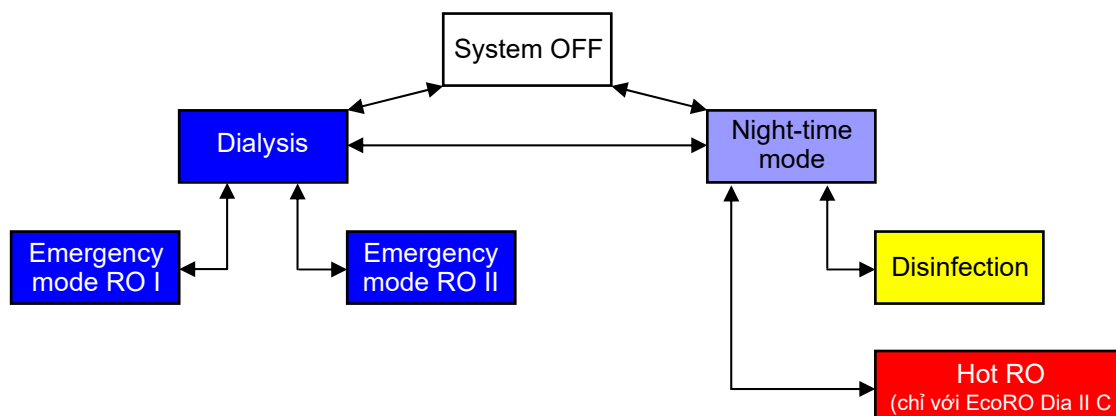 System OFF
Dialysis
Night-time
mode
Emergency
mode RO I
Emergency
mode RO II
Disinfection
Hot RO
(chỉ với EcoRO Dia II C